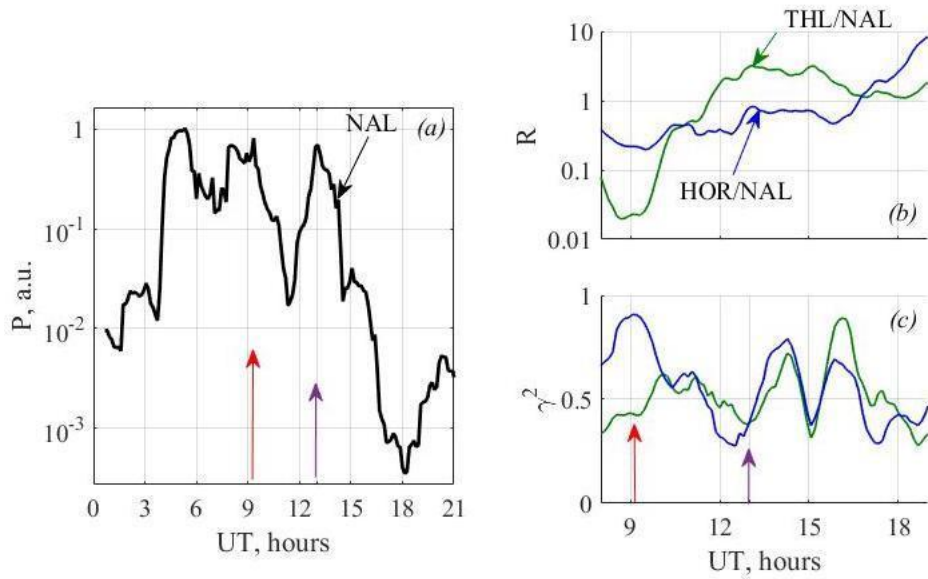 (a)
NAL
P, a.u.
1
10-1
10-2
10-3
0 3 6 9 12 15 18 21
UT, hours
THL/NAL
HOR/NAL
(b)
R
10
1
0.1
0.01
(c)
γ2
1
0.5
0
9 12 15 18
UT, hours